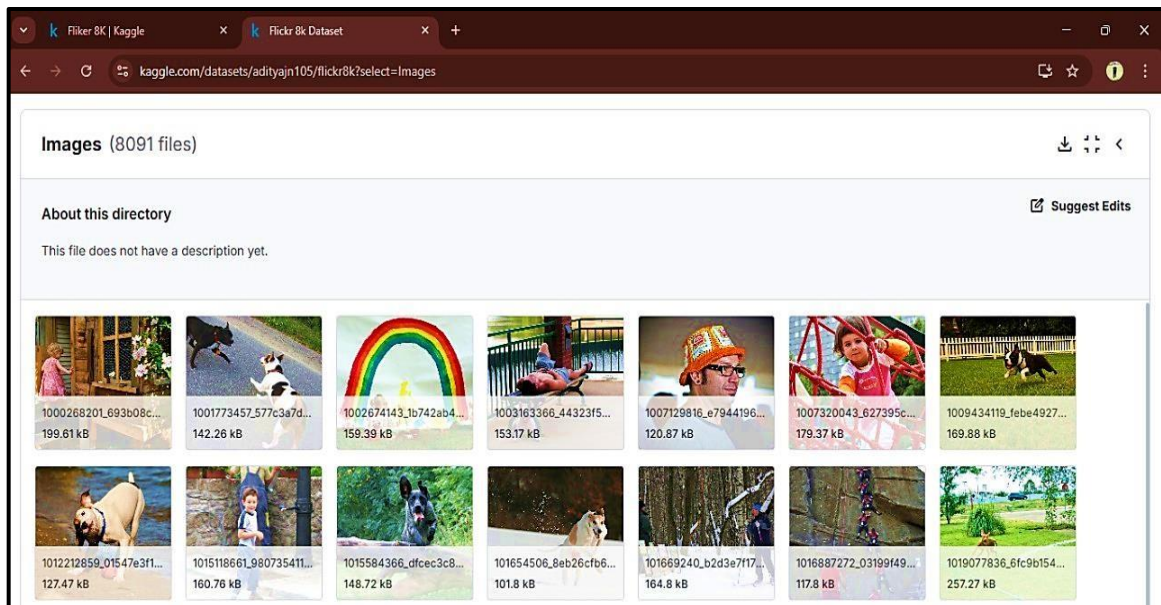 Fliker 8K | Kaggle
Flickr 8k Dataset
kaggle.com/datasets/adityajn105/flickr8k?select=Images
Images (8091 files)
About this directory
Suggest Edits
This file does not have a description yet.
1000268201_693b08c... 1001773457_577c3a7d... 1002674143_1b742ab4... 1003163366_44323f5... 1007129816_e7944196... 1007320043_627395c... 1009434119_febe4927...
199.61 kB 142.26 kB 159.39 kB 153.17 kB 120.87 kB 179.37 kB 169.88 kB
1012212859_01547e3f1... 1015118661_980735411... 1015584366_dfcec3c8... 101654506_8eb26cfb6... 101669240_b2d3e7f17... 1016887272_03199f49... 1019077836_6fc9b154...
127.47 kB 160.76 kB 148.72 kB 101.8 kB 164.8 kB 117.8 kB 257.27 kB